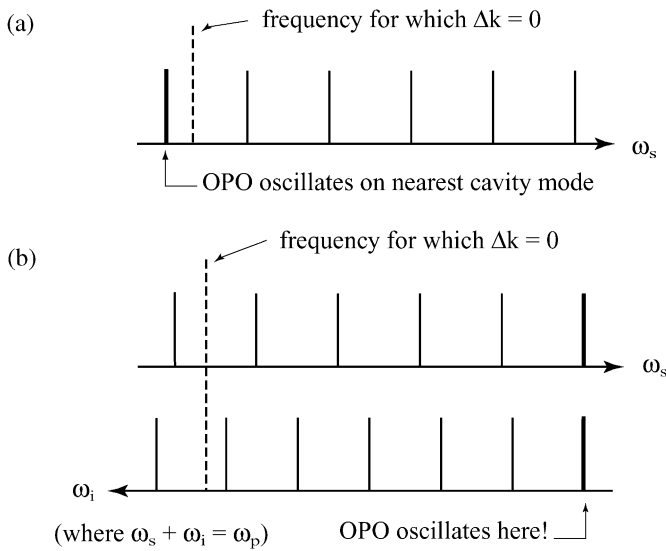 (a)
frequency for which Δk = 0
ωs
OPO oscillates on nearest cavity mode
(b)
frequency for which Δk = 0
ωs
ωi
(where ωs + ωi = ωp)
OPO oscillates here!